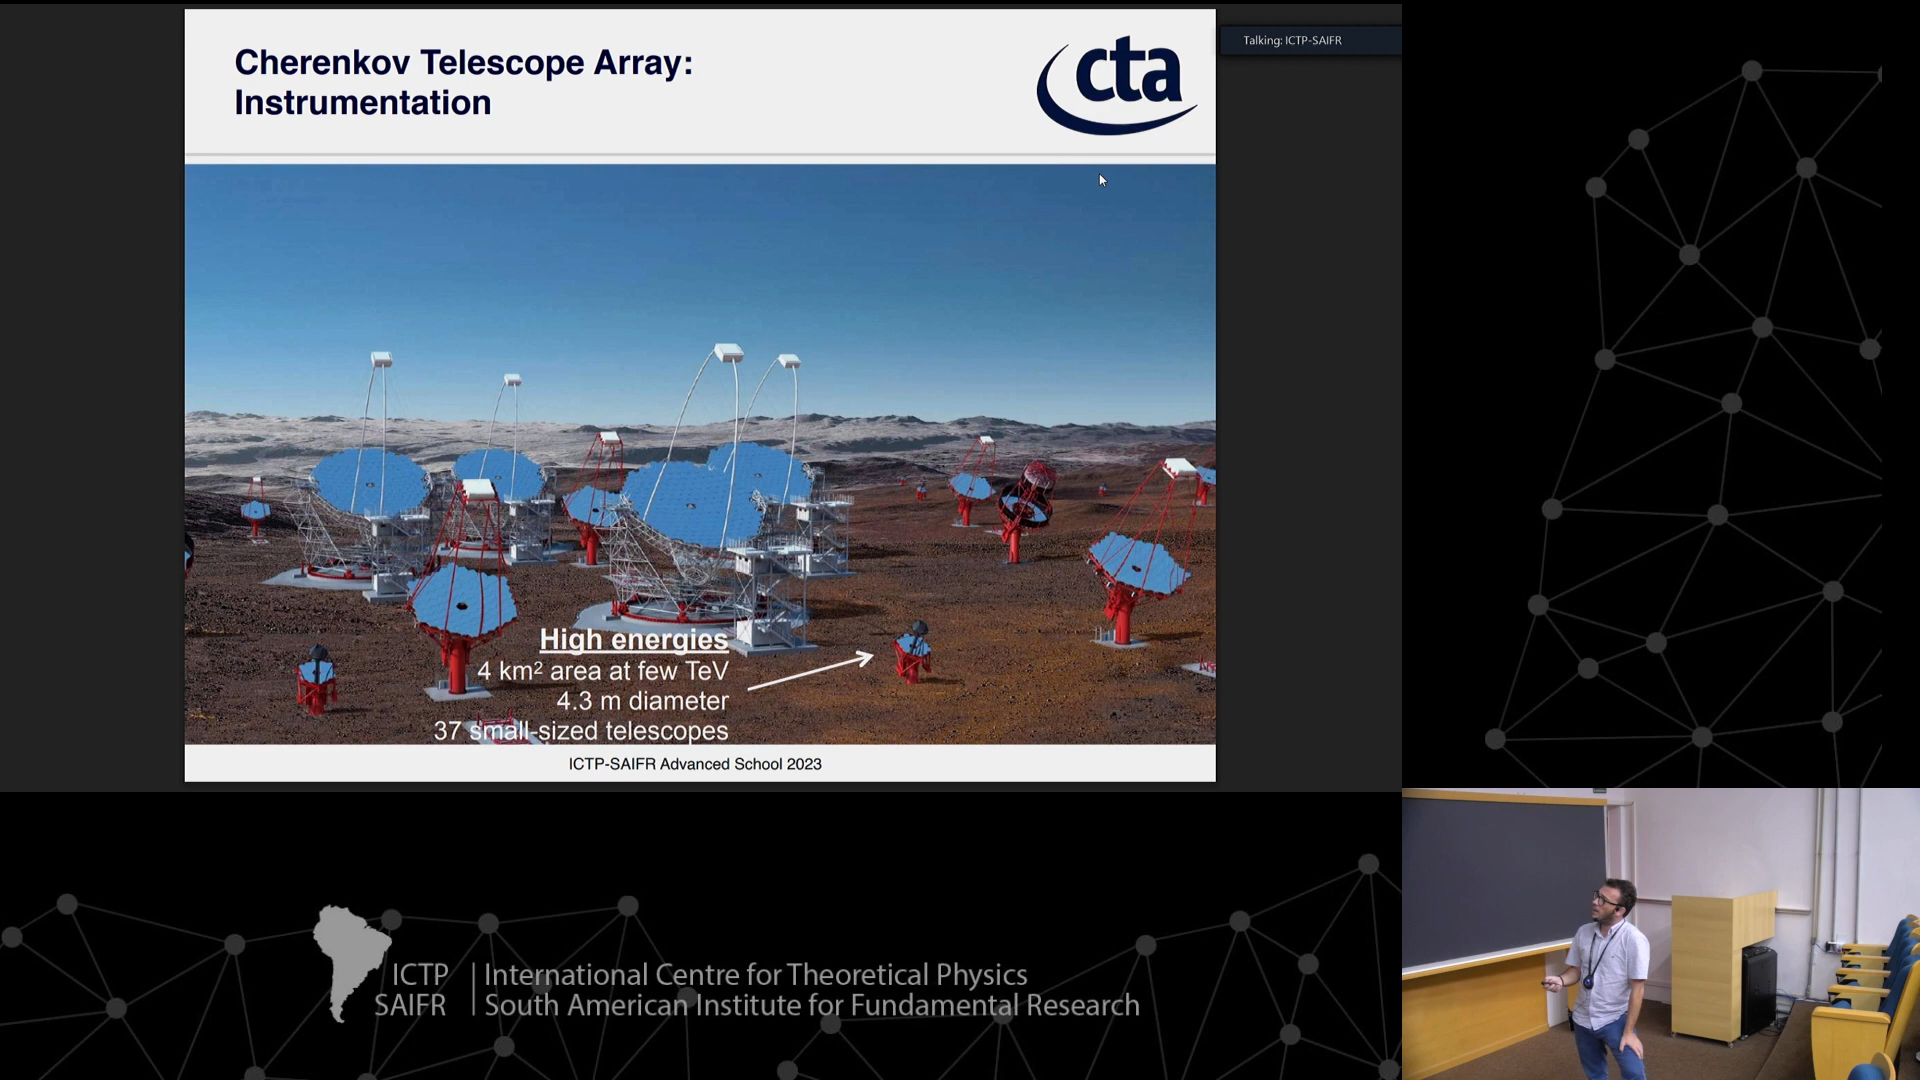 Cherenkov Telescope Array:
Instrumentation
cta
Talking: ICTP-SAIFR
High energies
4 km² area at few TeV
4.3 m diameter
37 small-sized telescopes
ICTP-SAIFR Advanced School 2023
ICTP
SAIFR
International Centre for Theoretical Physics
South American Institute for Fundamental Research